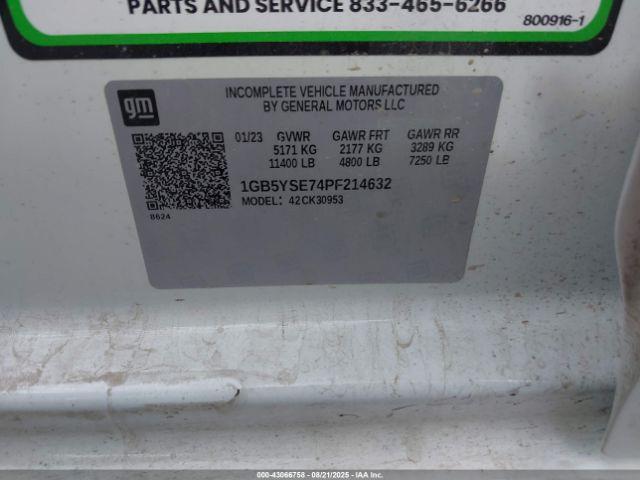 PARTS AND SERVICE 833-465-6266
800916-1
gm
INCOMPLETE VEHICLE MANUFACTURED
BY GENERAL MOTORS LLC
01/23 GVWR GAWR FRT GAWR RR
5171 KG 2177 KG 3289 KG
11400 LB 4800 LB 7250 LB
1GB5YSE74PF214632
MODEL: 42CK30953
8624
000-43066758 - 08/21/2025 - IAA Inc.